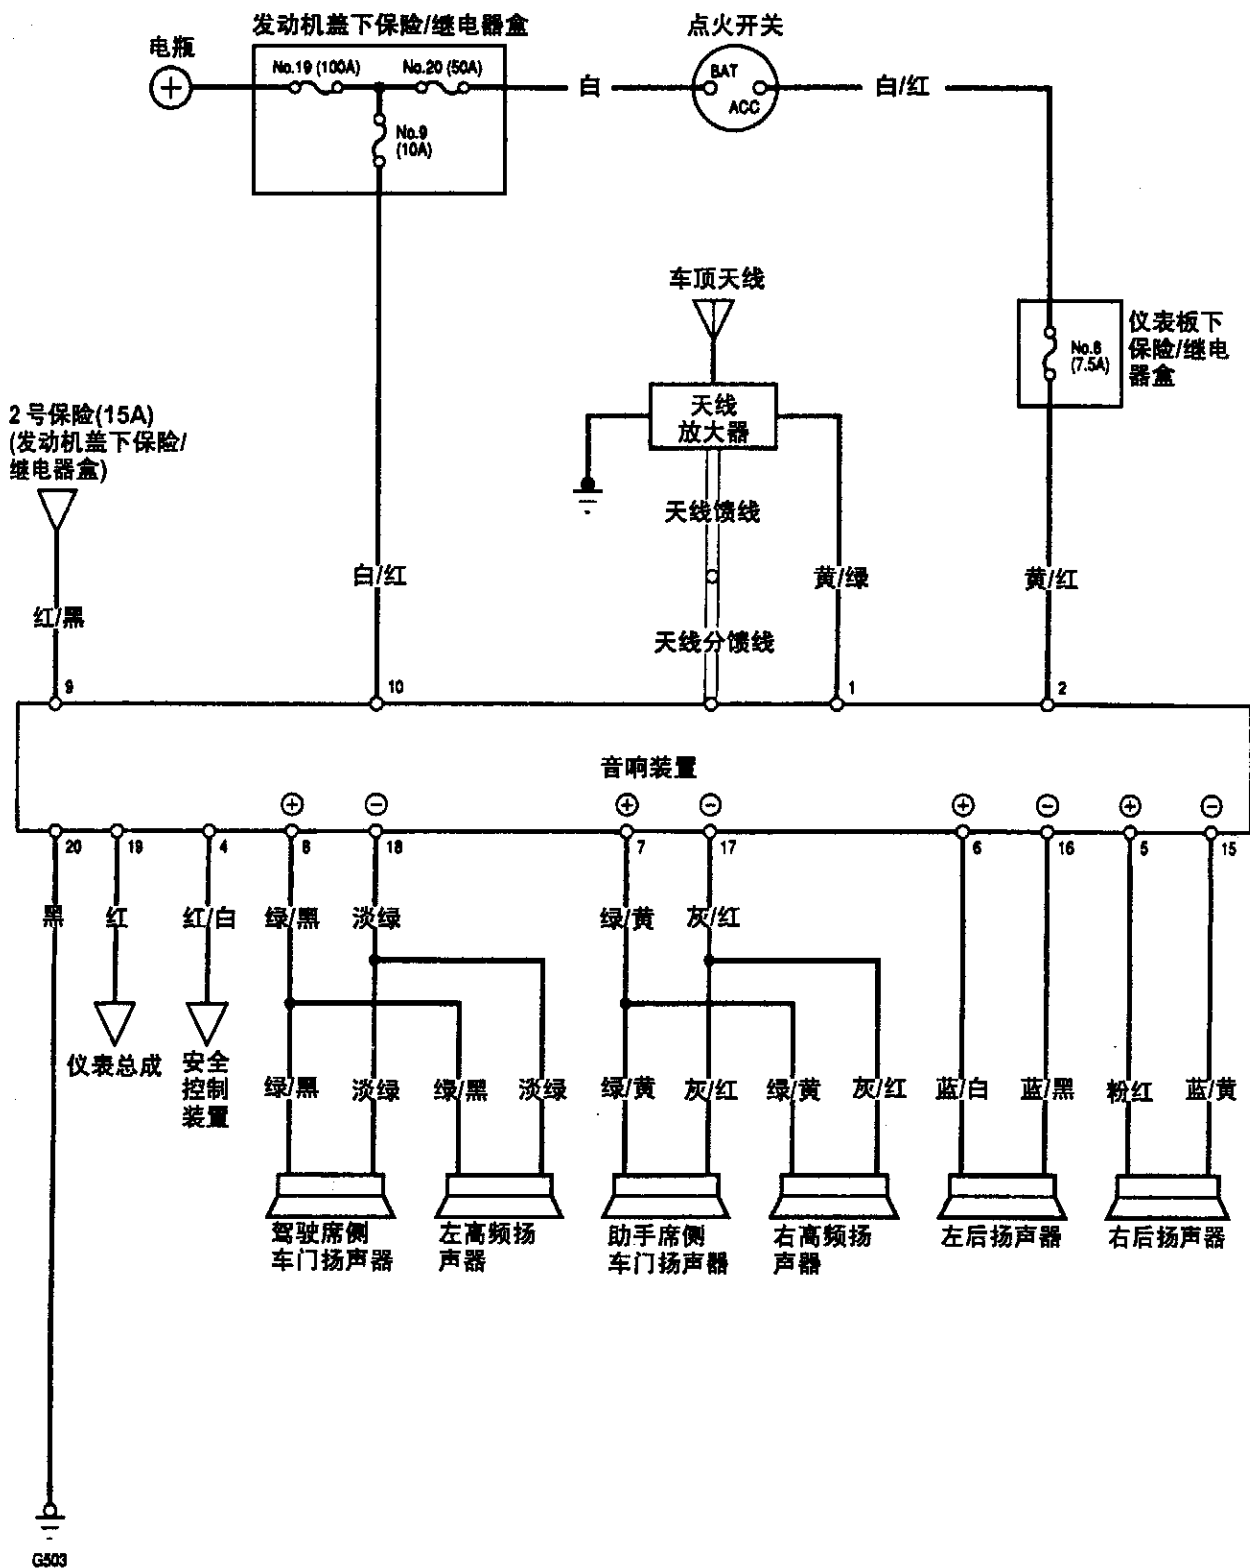 发动机盖下保险/继电器盒
点火开关
电瓶
No.19 (100A)
No.20 (50A)
白
BAT
ACC
白/红
No.9
(10A)
车顶天线
仪表板下
保险/继电
器盒
No.6
(7.5A)
天线
放大器
2号保险(15A)
(发动机盖下保险/
继电器盒)
天线馈线
白/红
黄/绿
黄/红
红/黑
天线分馈线
9
10
1
2
音响装置
20
19
4
8
18
7
17
6
16
5
15
黑
红
红/白
绿/黑
淡绿
绿/黄
灰/红
仪表总成
安全
控制
装置
绿/黑
淡绿
绿/黑
淡绿
绿/黄
灰/红
绿/黄
灰/红
蓝/白
蓝/黑
粉红
蓝/黄
驾驶席侧
车门扬声器
左高频扬
声器
助手席侧
车门扬声器
右高频扬
声器
左后扬声器
右后扬声器
G503